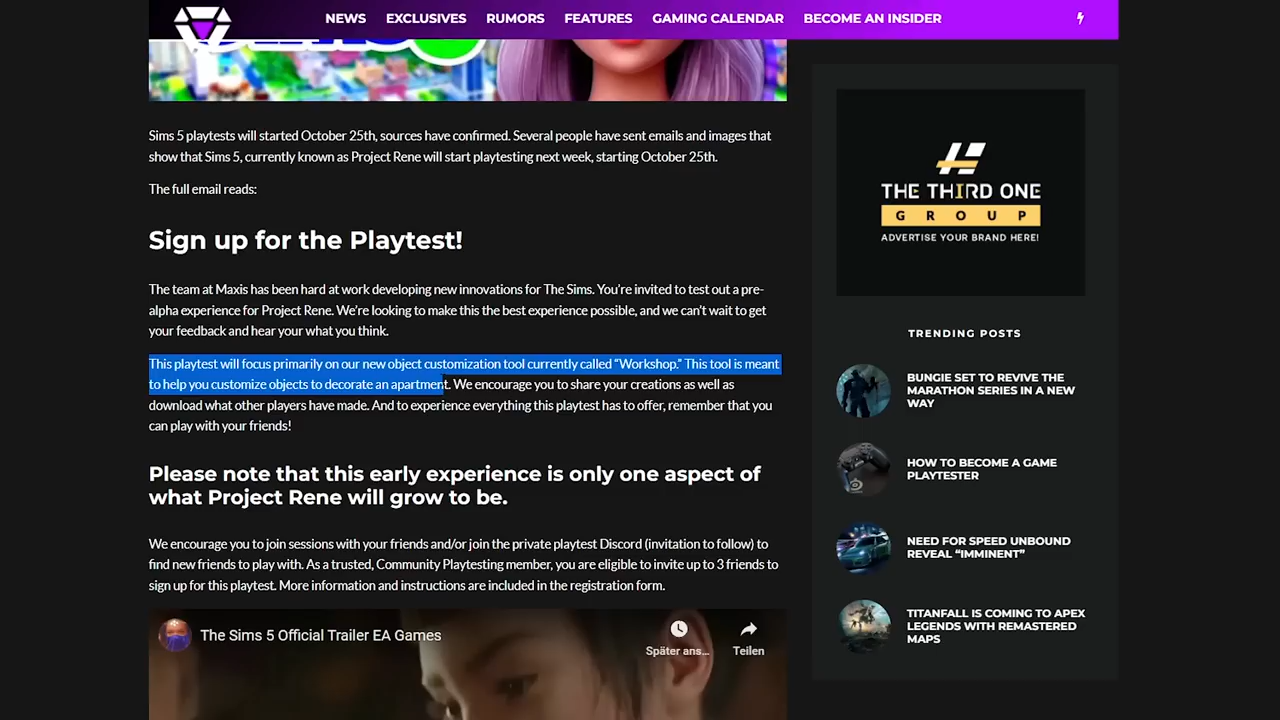 NEWS EXCLUSIVES RUMORS FEATURES GAMING CALENDAR BECOME AN INSIDER
Sims 5 playtests will started October 25th, sources have confirmed. Several people have sent emails and images that
show that Sims 5, currently known as Project Rene will start playtesting next week, starting October 25th.
The full email reads:
Sign up for the Playtest!
The team at Maxis has been hard at work developing new innovations for The Sims. You're invited to test out a pre-
alpha experience for Project Rene. We're looking to make this the best experience possible, and we can't wait to get
your feedback and hear your what you think.
This playtest will focus primarily on our new object customization tool currently called "Workshop." This tool is meant
to help you customize objects to decorate an apartment. We encourage you to share your creations as well as
download what other players have made. And to experience everything this playtest has to offer, remember that you
can play with your friends!
Please note that this early experience is only one aspect of
what Project Rene will grow to be.
We encourage you to join sessions with your friends and/or join the private playtest Discord (invitation to follow) to
find new friends to play with. As a trusted, Community Playtesting member, you are eligible to invite up to 3 friends to
sign up for this playtest. More information and instructions are included in the registration form.
The Sims 5 Official Trailer EA Games
Später ans...
Teilen
THE THIRD ONE
GROUP
ADVERTISE YOUR BRAND HERE!
TRENDING POSTS
BUNGIE SET TO REVIVE THE
MARATHON SERIES IN A NEW
WAY
HOW TO BECOME A GAME
PLAYTESTER
NEED FOR SPEED UNBOUND
REVEAL “IMMINENT”
TITANFALL IS COMING TO APEX
LEGENDS WITH REMASTERED
MAPS